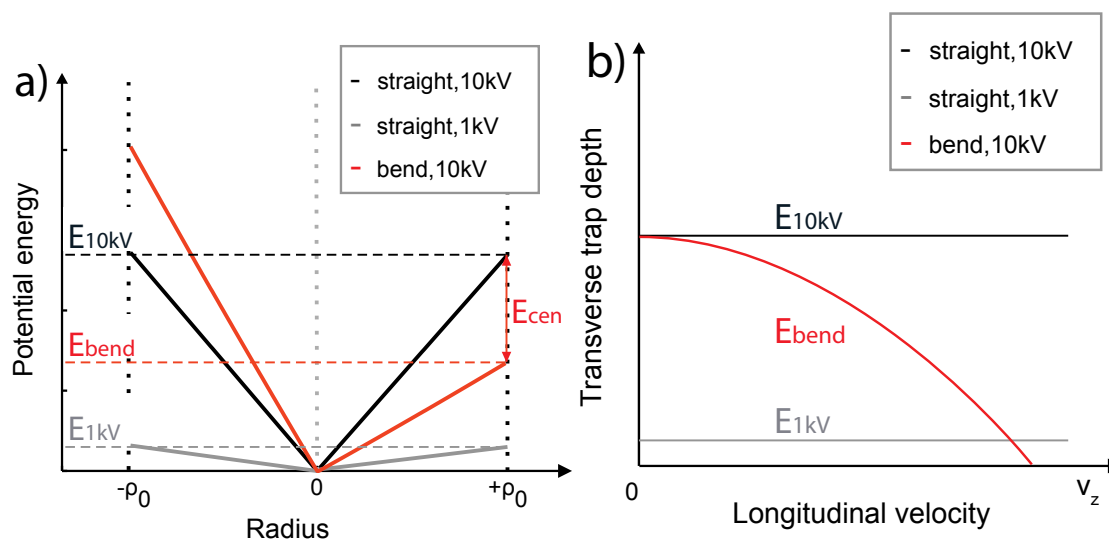 a)
straight,10kV
straight,1kV
bend,10kV
Potential energy
E10kV
Ebend
E1kV
Ecen
-ρ0
0
+ρ0
Radius
b)
straight,10kV
straight,1kV
bend,10kV
Transverse trap depth
E10kV
Ebend
E1kV
0
vz
Longitudinal velocity